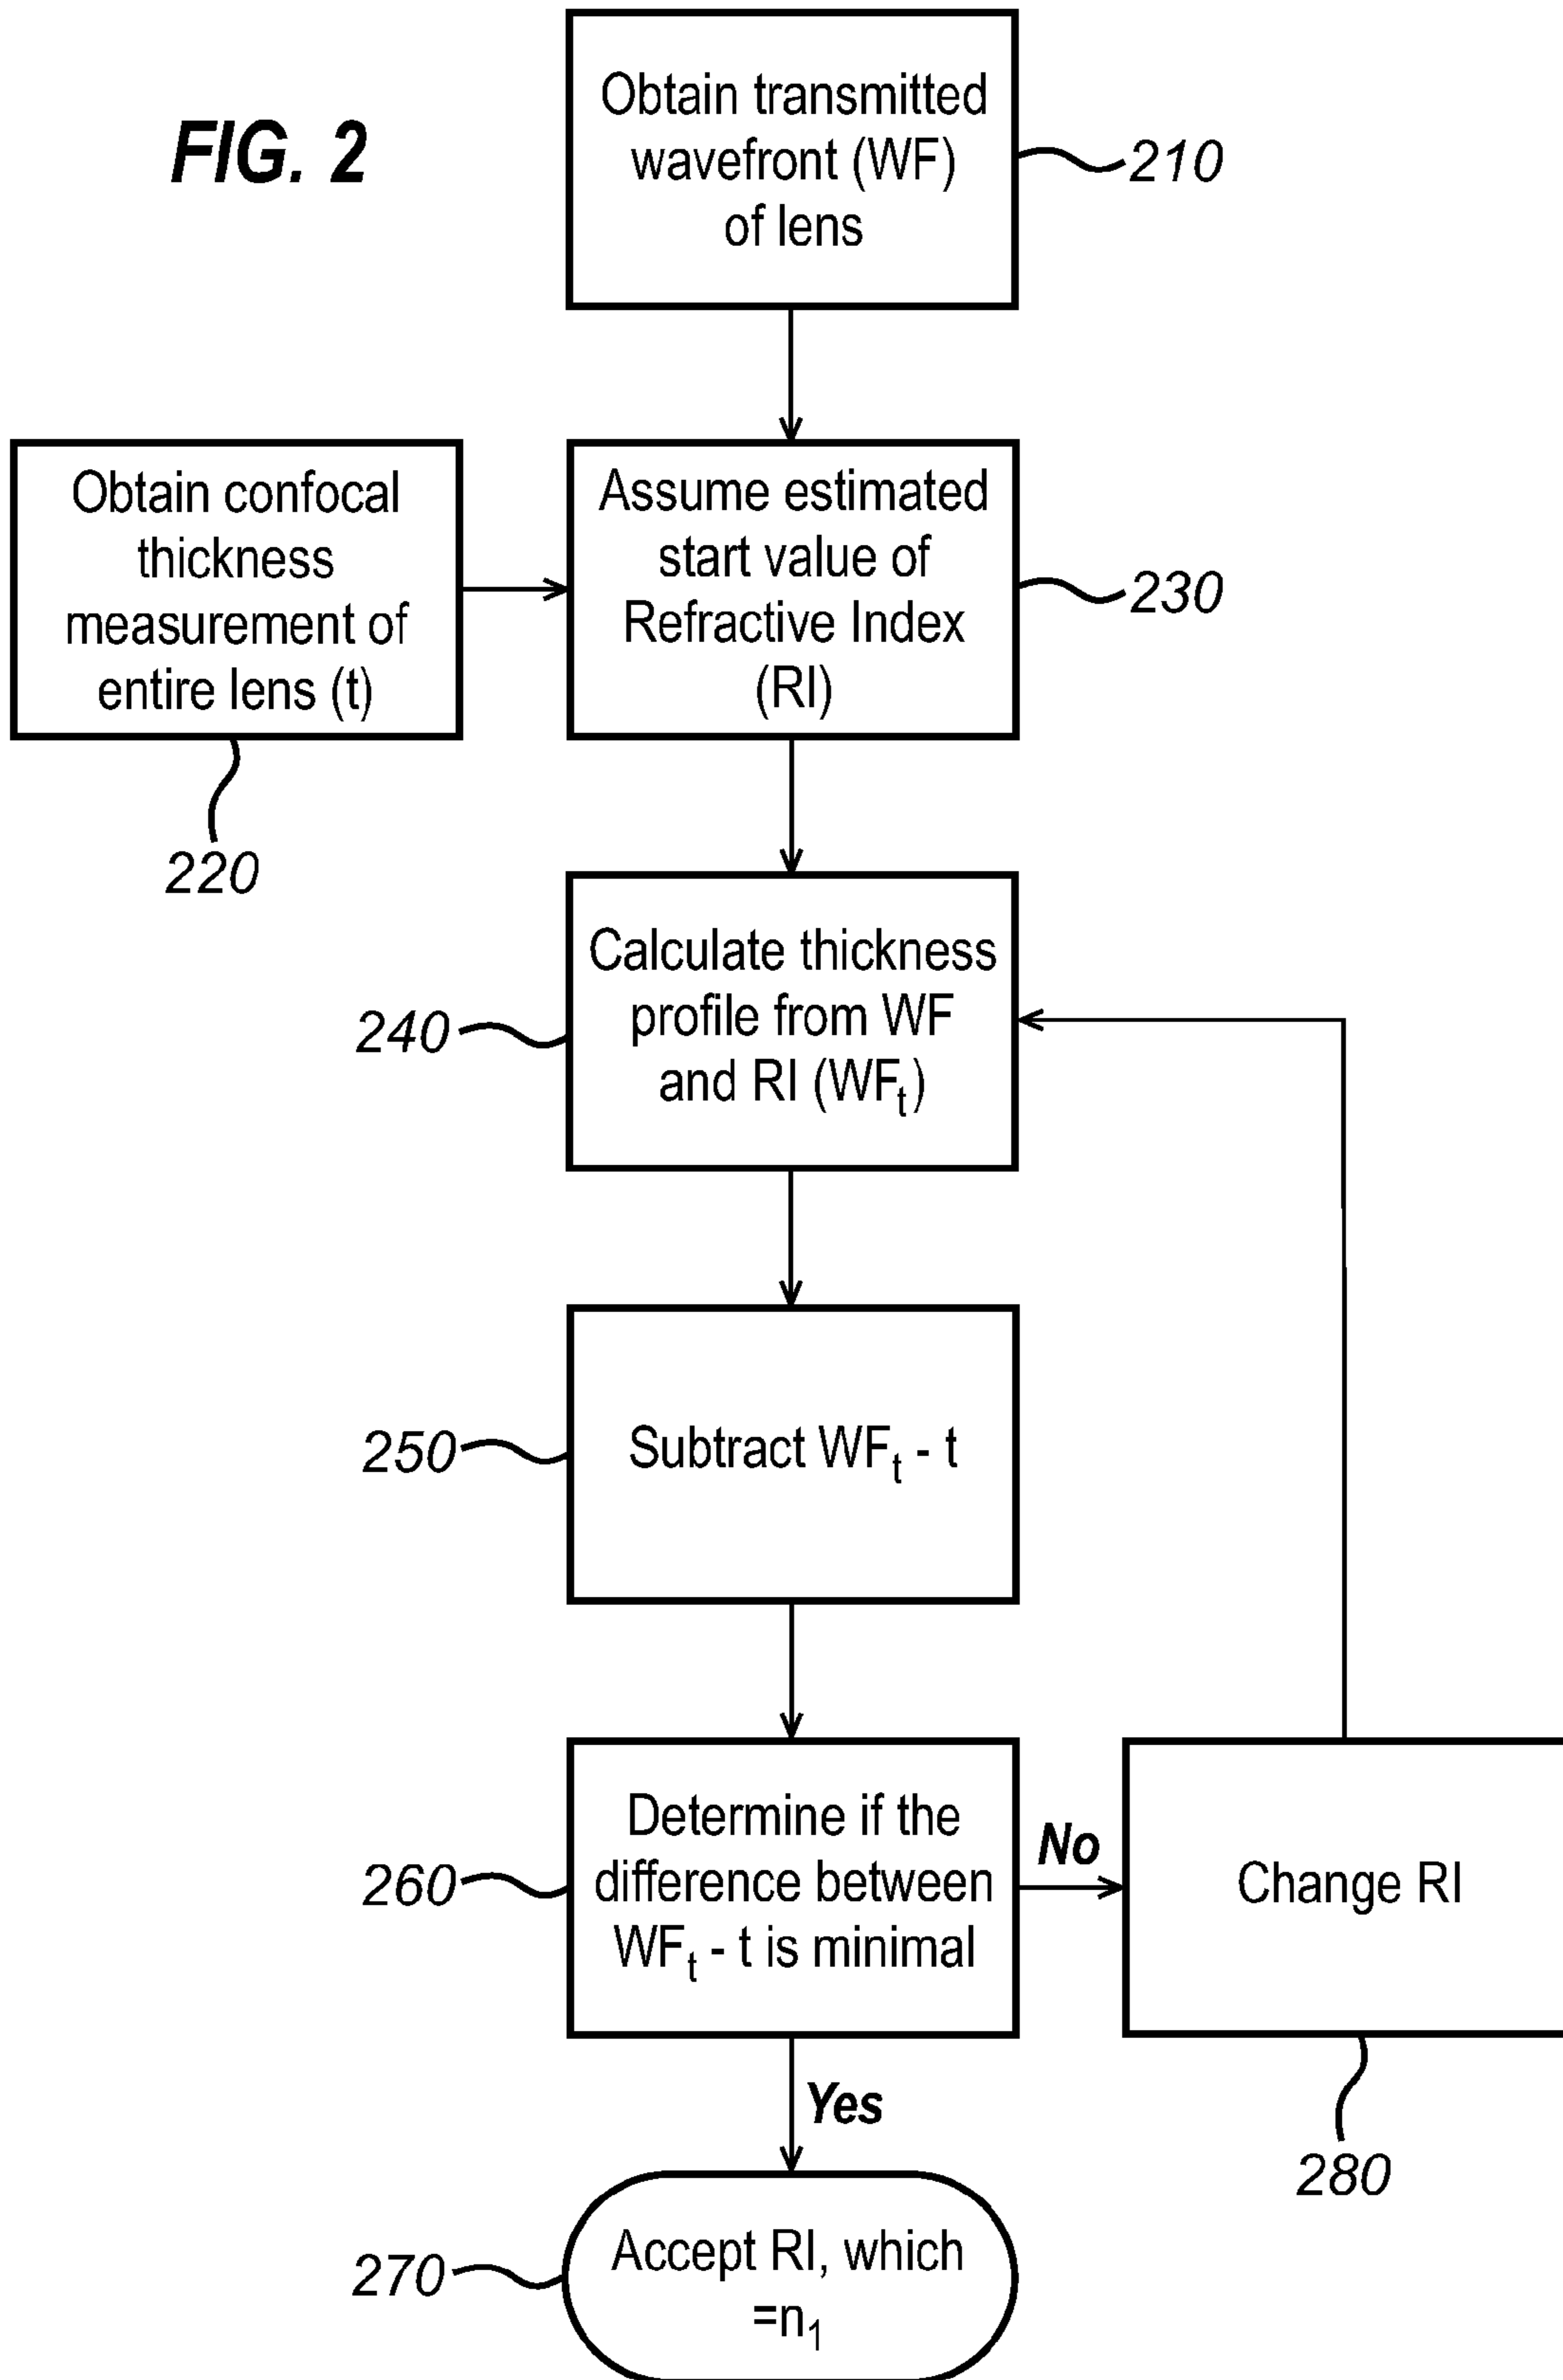 FIG. 2
Obtain transmitted
wavefront (WF)
of lens
210
Obtain confocal
thickness
measurement of
entire lens (t)
220
Assume estimated
start value of
Refractive Index
(RI)
230
Calculate thickness
profile from WF
and RI (WFₜ)
240
Subtract WFₜ - t
250
Determine if the
difference between
WFₜ - t is minimal
260
No
Change RI
280
Yes
Accept RI, which
=n₁
270